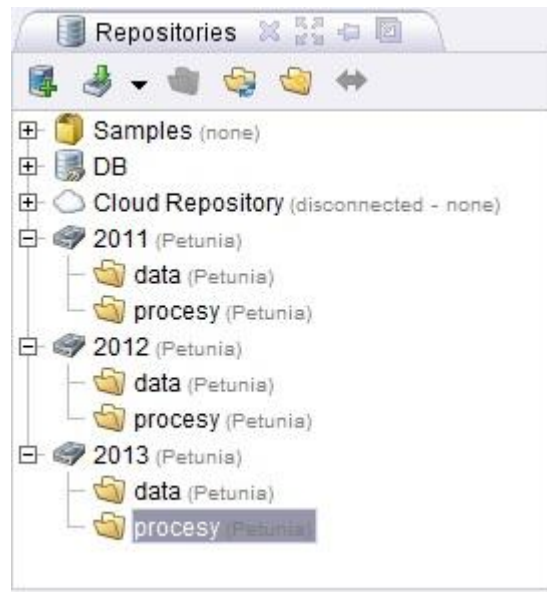 Repositories
Samples (none)
DB
Cloud Repository (disconnected - none)
2011 (Petunia)
data (Petunia)
procesy (Petunia)
2012 (Petunia)
data (Petunia)
procesy (Petunia)
2013 (Petunia)
data (Petunia)
procesy (Petunia)